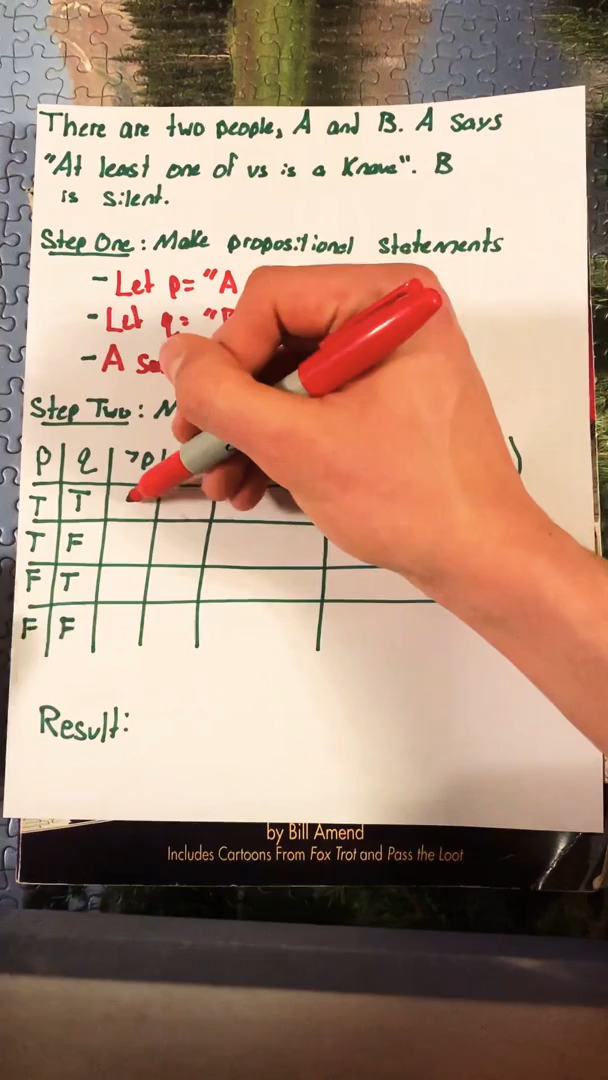 There are two people, A and B. A says
"At least one of us is a Knave". B
is silent.
Step One: Make propositional statements
- Let p= "A
- Let q= "
- A
Step Two:
P q ¬p )
T T
T F
F T
F F
Result:
by Bill Amend
Includes Cartoons From Fox Trot and Pass the Loot